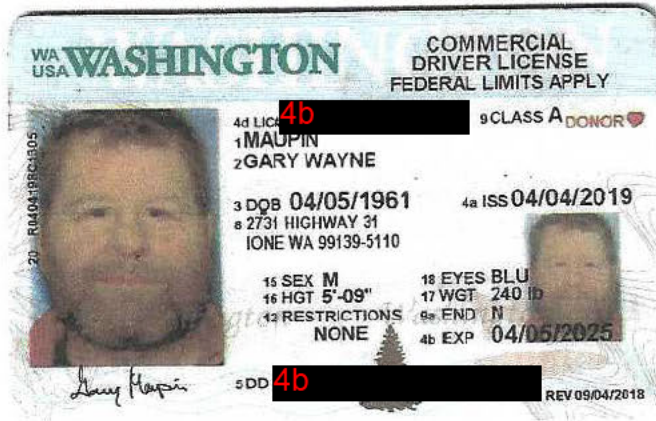 WA USA WASHINGTON
COMMERCIAL
DRIVER LICENSE
FEDERAL LIMITS APPLY
4d LIC 4b
9 CLASS A DONOR
1 MAUPIN
2 GARY WAYNE
3 DOB 04/05/1961
4a ISS 04/04/2019
8 2731 HIGHWAY 31
IONE WA 99139-5110
15 SEX M
18 EYES BLU
16 HGT 5'-09"
17 WGT 240 lb
12 RESTRICTIONS
9a END N
NONE
4b EXP 04/05/2025
Gary Maupin
5 DD 4b
REV 09/04/2018